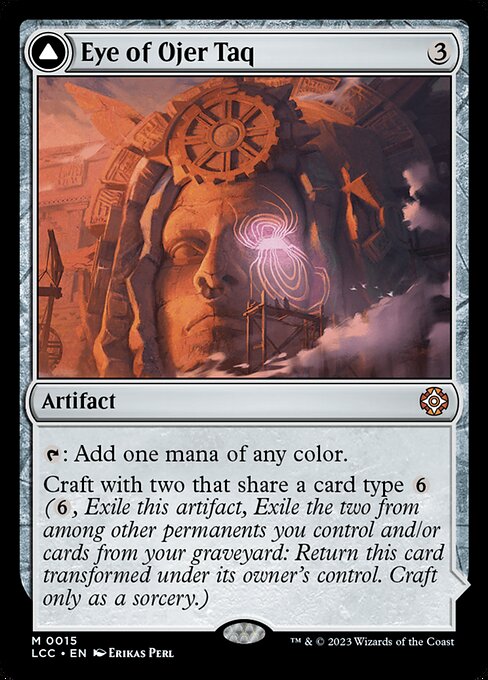 Eye of Ojer Taq 3
Artifact
: Add one mana of any color.
Craft with two that share a card type 6
(6, Exile this artifact, Exile the two from
among other permanents you control and/or
cards from your graveyard: Return this card
transformed under its owner's control. Craft
only as a sorcery.)
M 0015
LCC • EN Erikas Perl
™ & © 2023 Wizards of the Coast